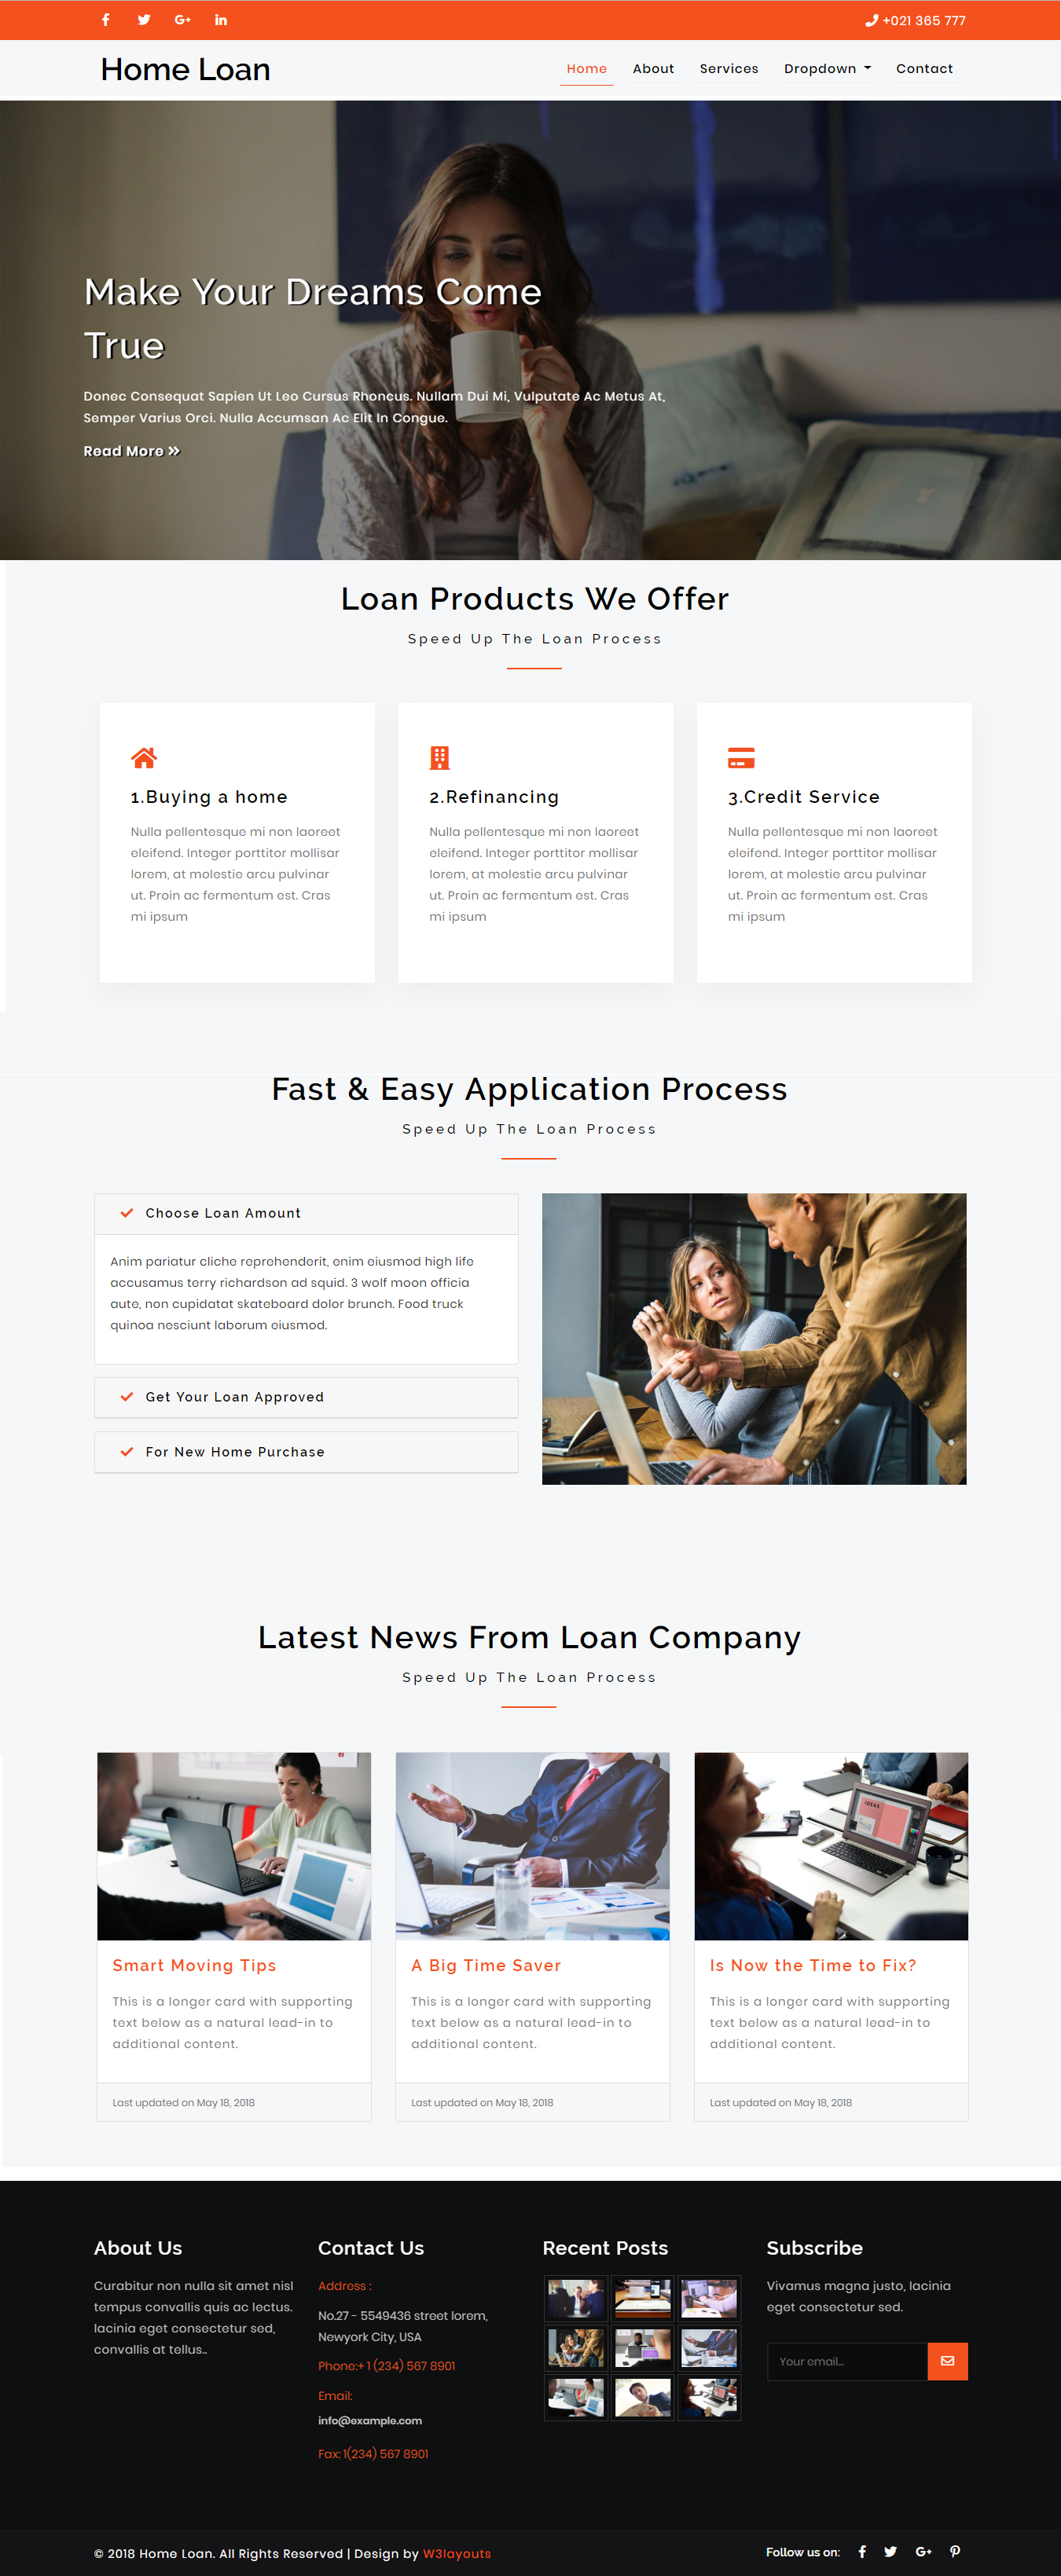 +021 365 777
Home Loan
Home
About
Services
Dropdown
Contact
Make Your Dreams Come
True
Donec Consequat Sapien Ut Leo Cursus Rhoncus. Nullam Dui Mi, Vulputate Ac Metus At,
Semper Varius Orci. Nulla Accumsan Ac Elit In Congue.
Read More »
Loan Products We Offer
Speed Up The Loan Process
1.Buying a home
Nulla pellentesque mi non laoreet
eleifend. Integer porttitor mollisar
lorem, at molestie arcu pulvinar
ut. Proin ac fermentum est. Cras
mi ipsum
2.Refinancing
Nulla pellentesque mi non laoreet
eleifend. Integer porttitor mollisar
lorem, at molestie arcu pulvinar
ut. Proin ac fermentum est. Cras
mi ipsum
3.Credit Service
Nulla pellentesque mi non laoreet
eleifend. Integer porttitor mollisar
lorem, at molestie arcu pulvinar
ut. Proin ac fermentum est. Cras
mi ipsum
Fast & Easy Application Process
Speed Up The Loan Process
Choose Loan Amount
Anim pariatur cliche reprehenderit, enim eiusmod high life
accusamus terry richardson ad squid. 3 wolf moon officia
aute, non cupidatat skateboard dolor brunch. Food truck
quinoa nesciunt laborum eiusmod.
Get Your Loan Approved
For New Home Purchase
Latest News From Loan Company
Speed Up The Loan Process
IDEAS
Smart Moving Tips
This is a longer card with supporting
text below as a natural lead-in to
additional content.
Last updated on May 18, 2018
A Big Time Saver
This is a longer card with supporting
text below as a natural lead-in to
additional content.
Last updated on May 18, 2018
Is Now the Time to Fix?
This is a longer card with supporting
text below as a natural lead-in to
additional content.
Last updated on May 18, 2018
About Us
Curabitur non nulla sit amet nisl
tempus convallis quis ac lectus.
lacinia eget consectetur sed,
convallis at tellus..
Contact Us
Address :
No.27 - 5549436 street lorem,
Newyork City, USA
Phone:+ 1 (234) 567 8901
Email:
info@example.com
Fax: 1(234) 567 8901
Recent Posts
Subscribe
Vivamus magna justo, lacinia
eget consectetur sed.
Your email...
© 2018 Home Loan. All Rights Reserved | Design by W3layouts
Follow us on: